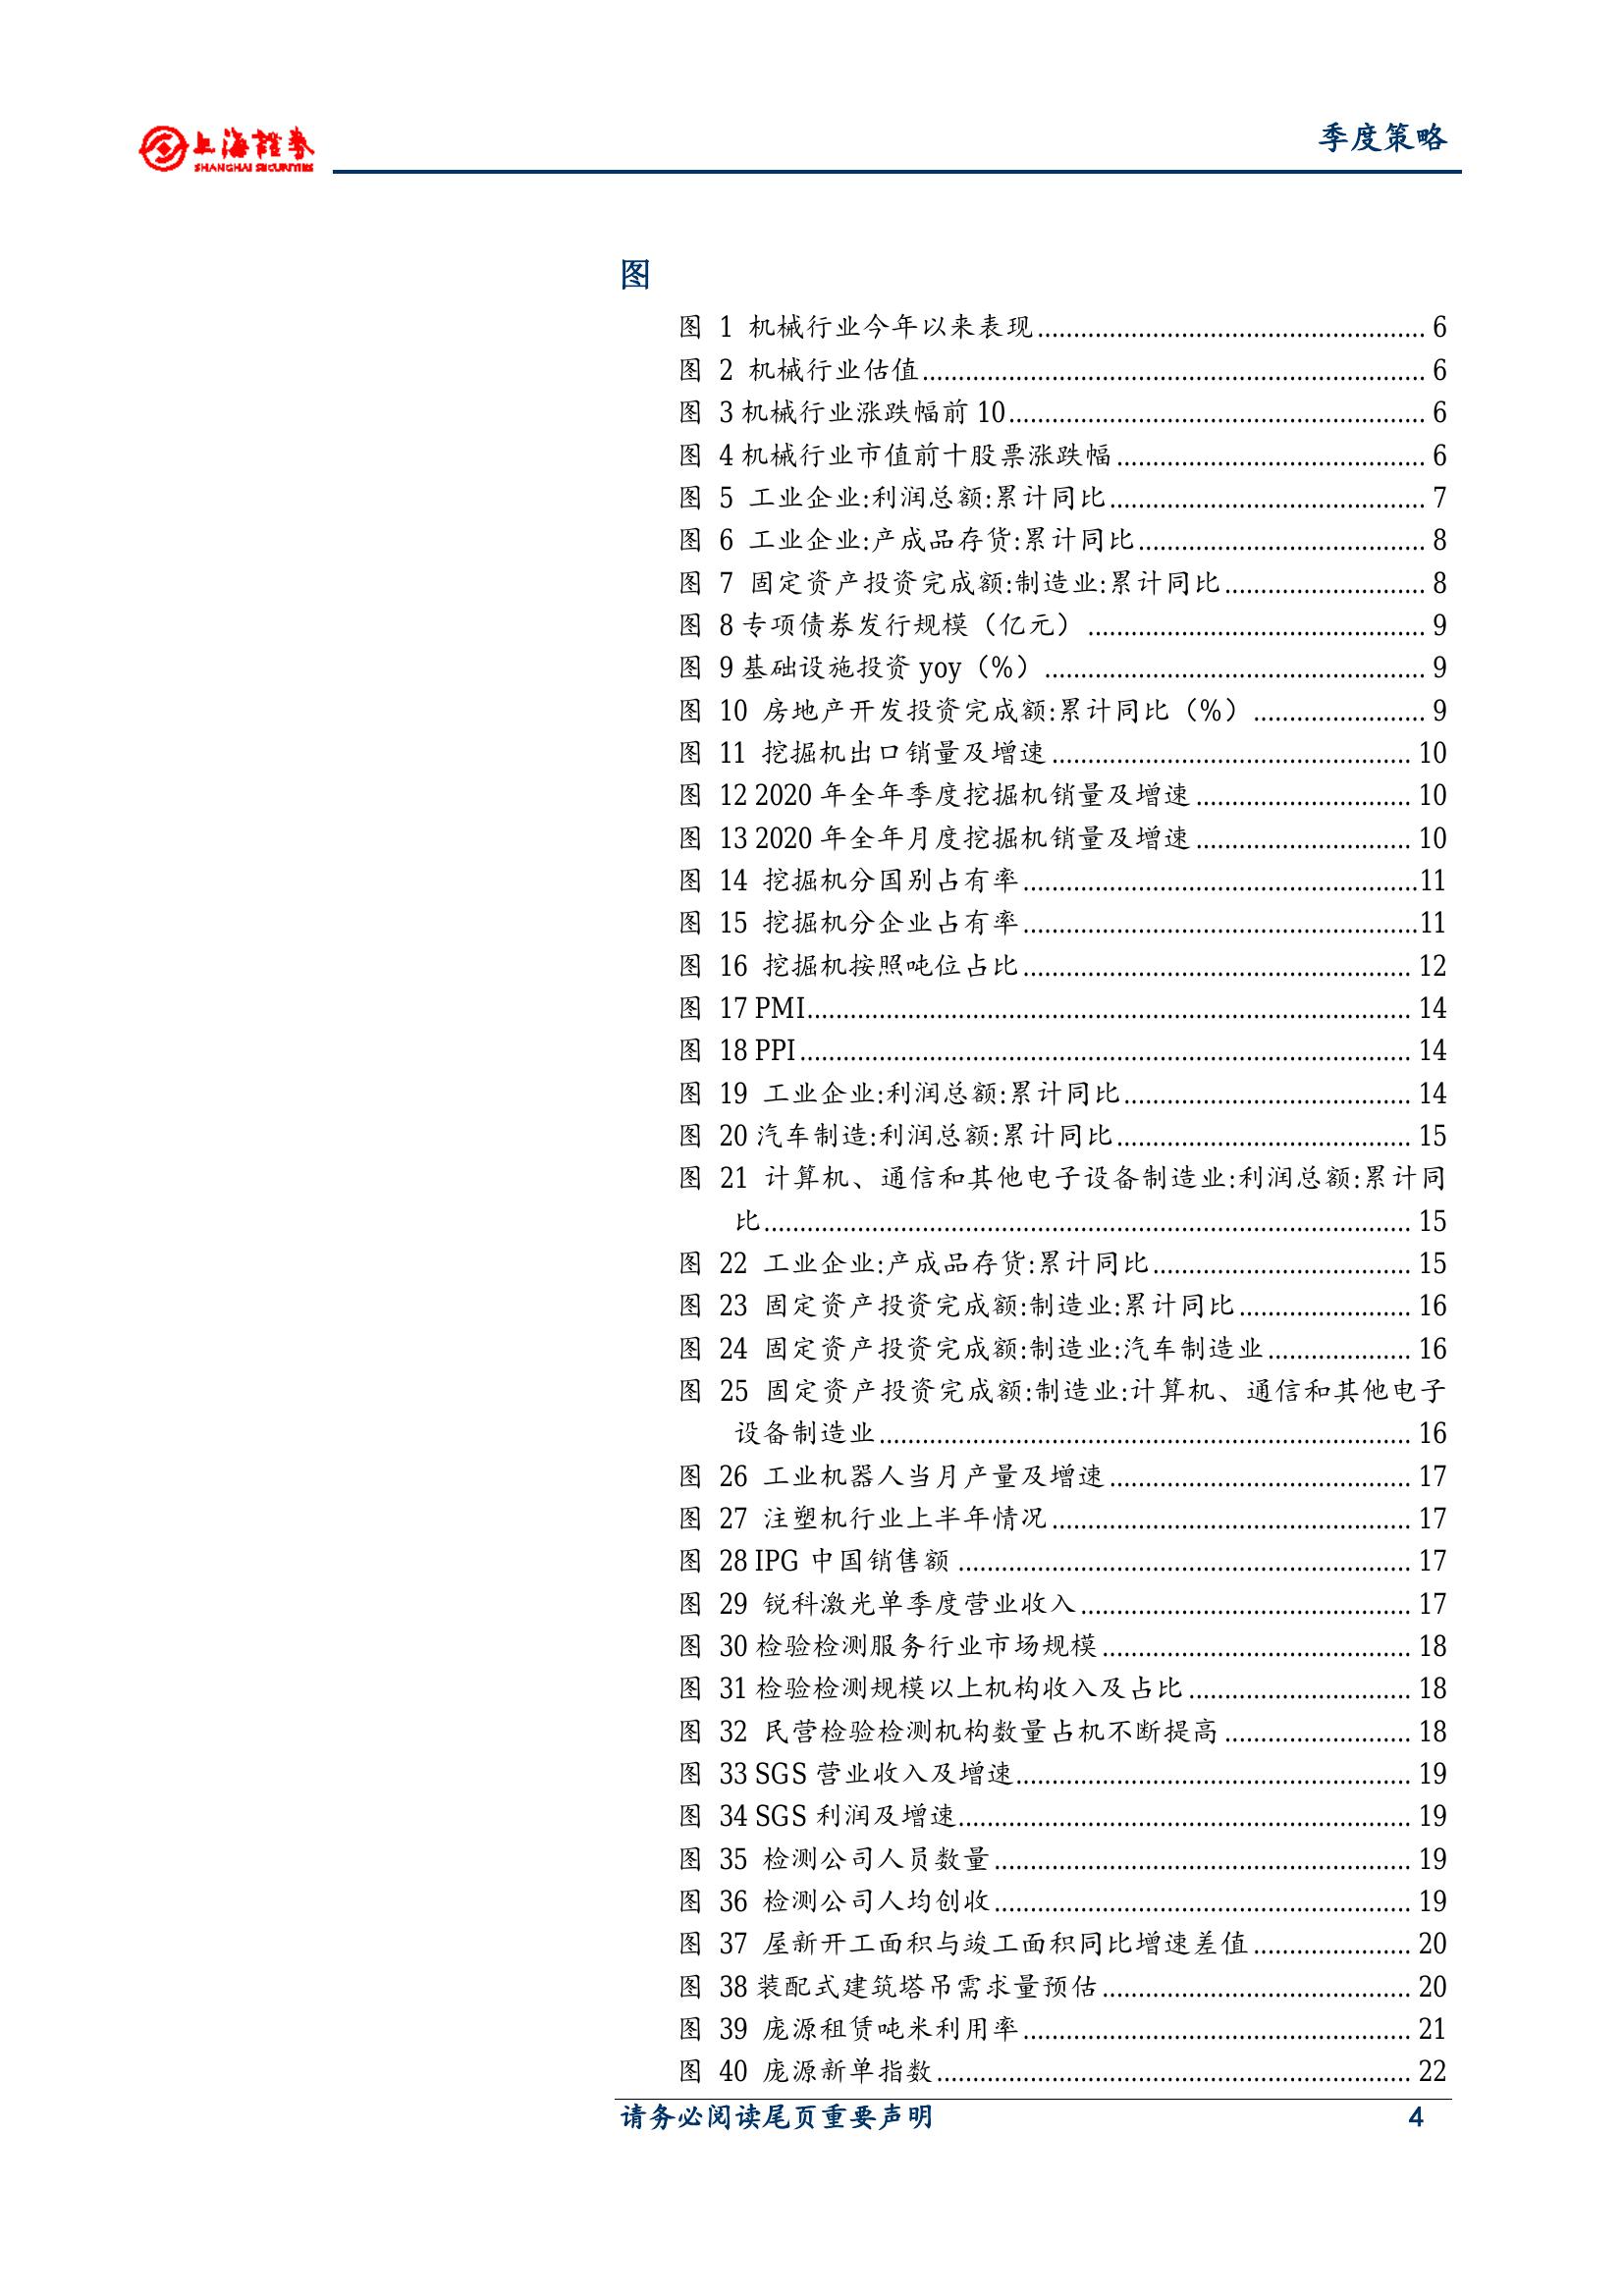 上海證券
SHANGHAI SECURITIES
季度策略
图
图 1 机械行业今年以来表现........ 6
图 2 机械行业估值........ 6
图 3 机械行业涨跌幅前 10........ 6
图 4 机械行业市值前十股票涨跌幅........ 6
图 5 工业企业:利润总额:累计同比........ 7
图 6 工业企业:产成品存货:累计同比........ 8
图 7 固定资产投资完成额:制造业:累计同比........ 8
图 8 专项债券发行规模（亿元）........ 9
图 9 基础设施投资 yoy（%）........ 9
图 10 房地产开发投资完成额:累计同比（%）........ 9
图 11 挖掘机出口销量及增速........ 10
图 12 2020 年全年季度挖掘机销量及增速........ 10
图 13 2020 年全年月度挖掘机销量及增速........ 10
图 14 挖掘机分国别占有率........11
图 15 挖掘机分企业占有率........11
图 16 挖掘机按照吨位占比........ 12
图 17 PMI........ 14
图 18 PPI........ 14
图 19 工业企业:利润总额:累计同比........ 14
图 20 汽车制造:利润总额:累计同比........ 15
图 21 计算机、通信和其他电子设备制造业:利润总额:累计同
比........ 15
图 22 工业企业:产成品存货:累计同比........ 15
图 23 固定资产投资完成额:制造业:累计同比........ 16
图 24 固定资产投资完成额:制造业:汽车制造业........ 16
图 25 固定资产投资完成额:制造业:计算机、通信和其他电子
设备制造业........ 16
图 26 工业机器人当月产量及增速........ 17
图 27 注塑机行业上半年情况........ 17
图 28 IPG 中国销售额........ 17
图 29 锐科激光单季度营业收入........ 17
图 30 检验检测服务行业市场规模........ 18
图 31 检验检测规模以上机构收入及占比........ 18
图 32 民营检验检测机构数量占机不断提高........ 18
图 33 SGS 营业收入及增速........ 19
图 34 SGS 利润及增速........ 19
图 35 检测公司人员数量........ 19
图 36 检测公司人均创收........ 19
图 37 屋新开工面积与竣工面积同比增速差值........ 20
图 38 装配式建筑塔吊需求量预估........ 20
图 39 庞源租赁吨米利用率........ 21
图 40 庞源新单指数........ 22
请务必阅读尾页重要声明 4